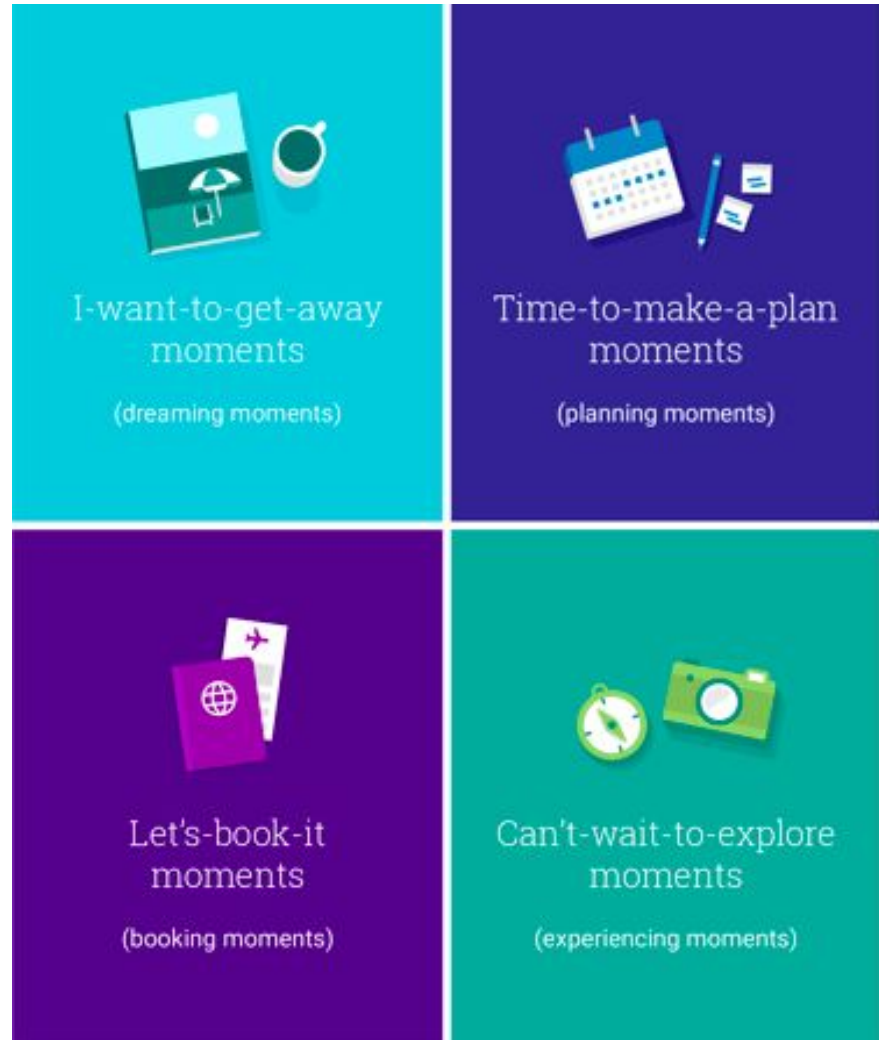 I-want-to-get-away
moments
(dreaming moments)
Time-to-make-a-plan
moments
(planning moments)
Let's-book-it
moments
(booking moments)
Can't-wait-to-explore
moments
(experiencing moments)